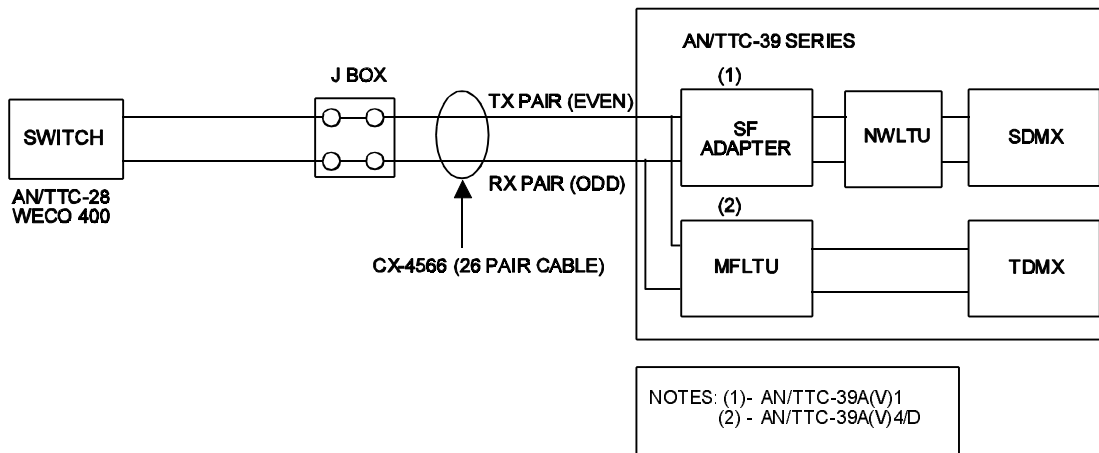 AN/TTC-39 SERIES
(1)
J BOX
TX PAIR (EVEN)
SWITCH
SF
ADAPTER
NWLTU
SDMX
RX PAIR (ODD)
AN/TTC-28
WECO 400
(2)
CX-4566 (26 PAIR CABLE)
MFLTU
TDMX
NOTES: (1)- AN/TTC-39A(V)1
(2) - AN/TTC-39A(V)4/D